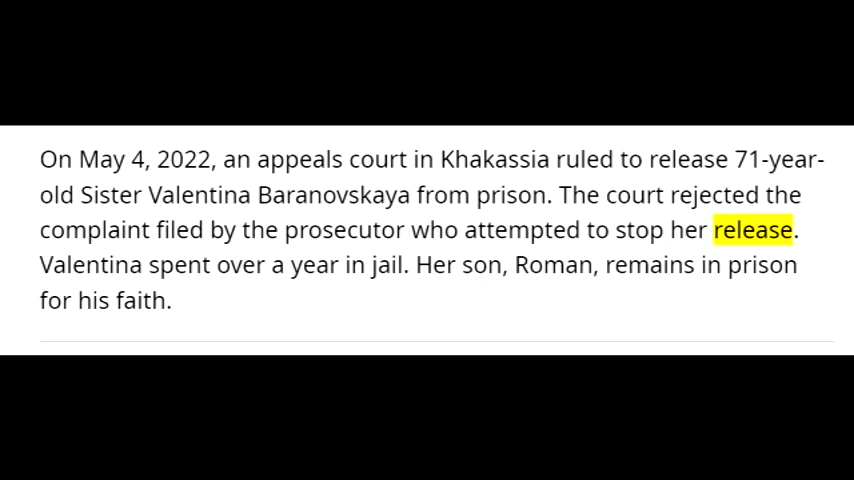 On May 4, 2022, an appeals court in Khakassia ruled to release 71-year-
old Sister Valentina Baranovskaya from prison. The court rejected the
complaint filed by the prosecutor who attempted to stop her release.
Valentina spent over a year in jail. Her son, Roman, remains in prison
for his faith.